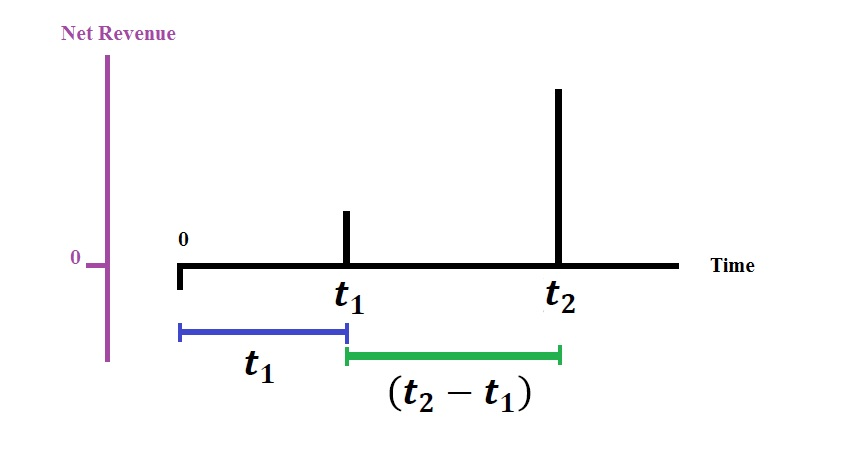 Net Revenue
0
0
Time
t₁
t₂
t₁
(t₂ − t₁)